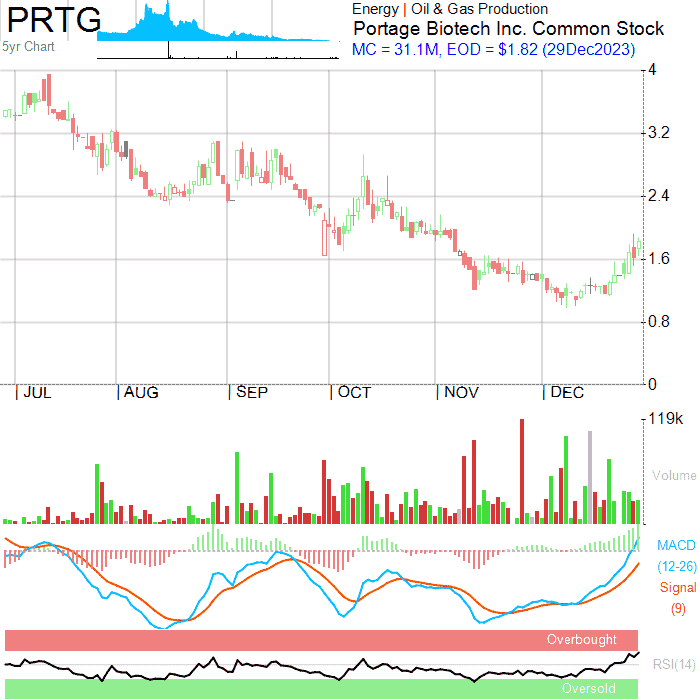 PRTG
5yr Chart
Energy | Oil & Gas Production
Portage Biotech Inc. Common Stock
MC = 31.1M, EOD = $1.82 (29Dec2023)
4
3.2
2.4
1.6
0.8
0
| JUL | AUG | SEP | OCT | NOV | DEC
119k
Volume
MACD
(12-26)
Signal
(9)
Overbought
RSI(14)
Oversold